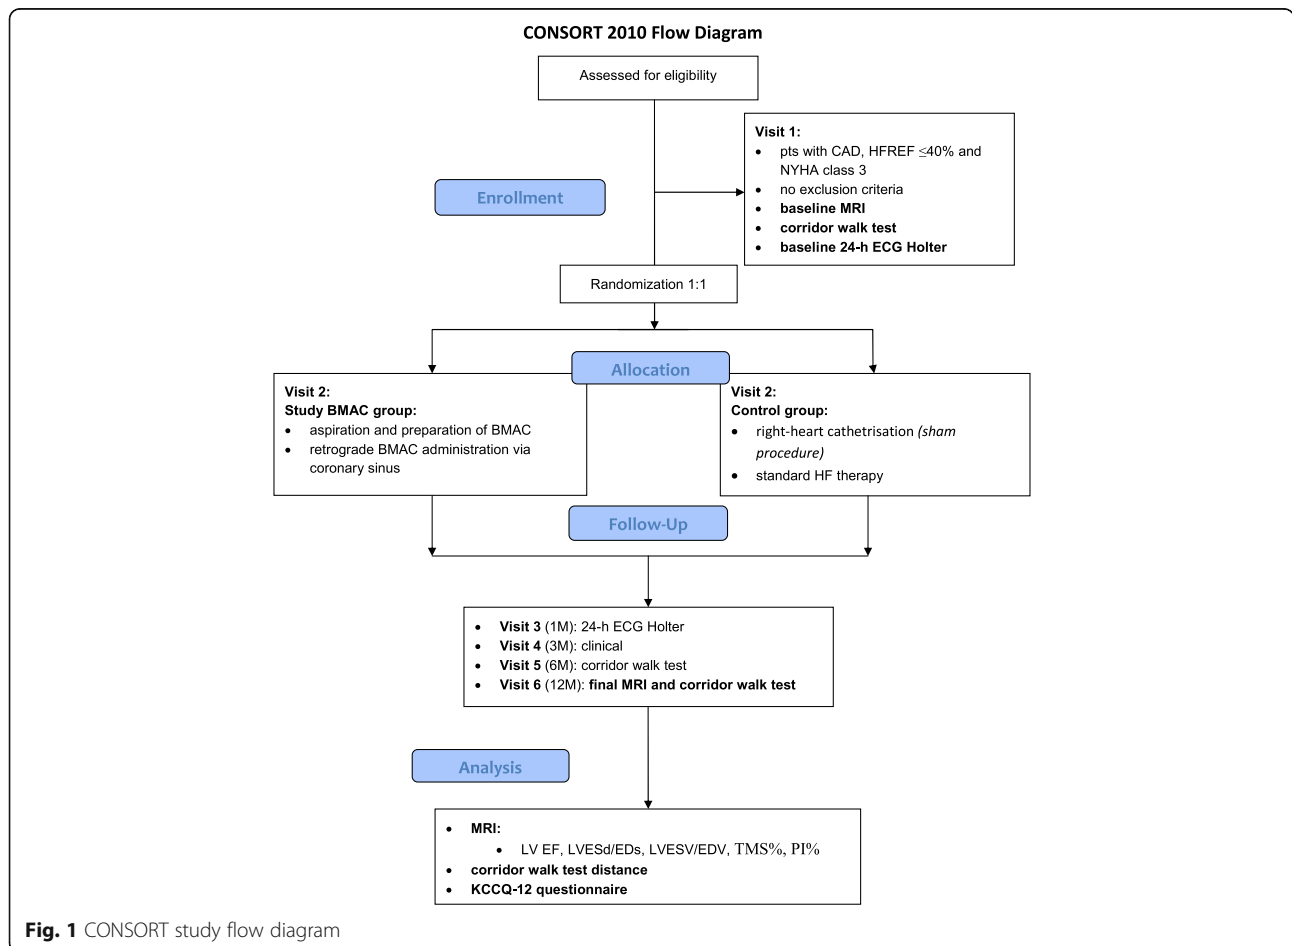 CONSORT 2010 Flow Diagram
Assessed for eligibility
Visit 1:
• pts with CAD, HFREF ≤40% and
NYHA class 3
• no exclusion criteria
• baseline MRI
• corridor walk test
• baseline 24-h ECG Holter
Enrollment
Randomization 1:1
Allocation
Visit 2:
Study BMAC group:
• aspiration and preparation of BMAC
• retrograde BMAC administration via
coronary sinus
Visit 2:
Control group:
• right-heart cathetrisation (sham
procedure)
• standard HF therapy
Follow-Up
• Visit 3 (1M): 24-h ECG Holter
• Visit 4 (3M): clinical
• Visit 5 (6M): corridor walk test
• Visit 6 (12M): final MRI and corridor walk test
Analysis
• MRI:
• LV EF, LVESd/EDs, LVESV/EDV, TMS%, PI%
• corridor walk test distance
• KCCQ-12 questionnaire
Fig. 1 CONSORT study flow diagram